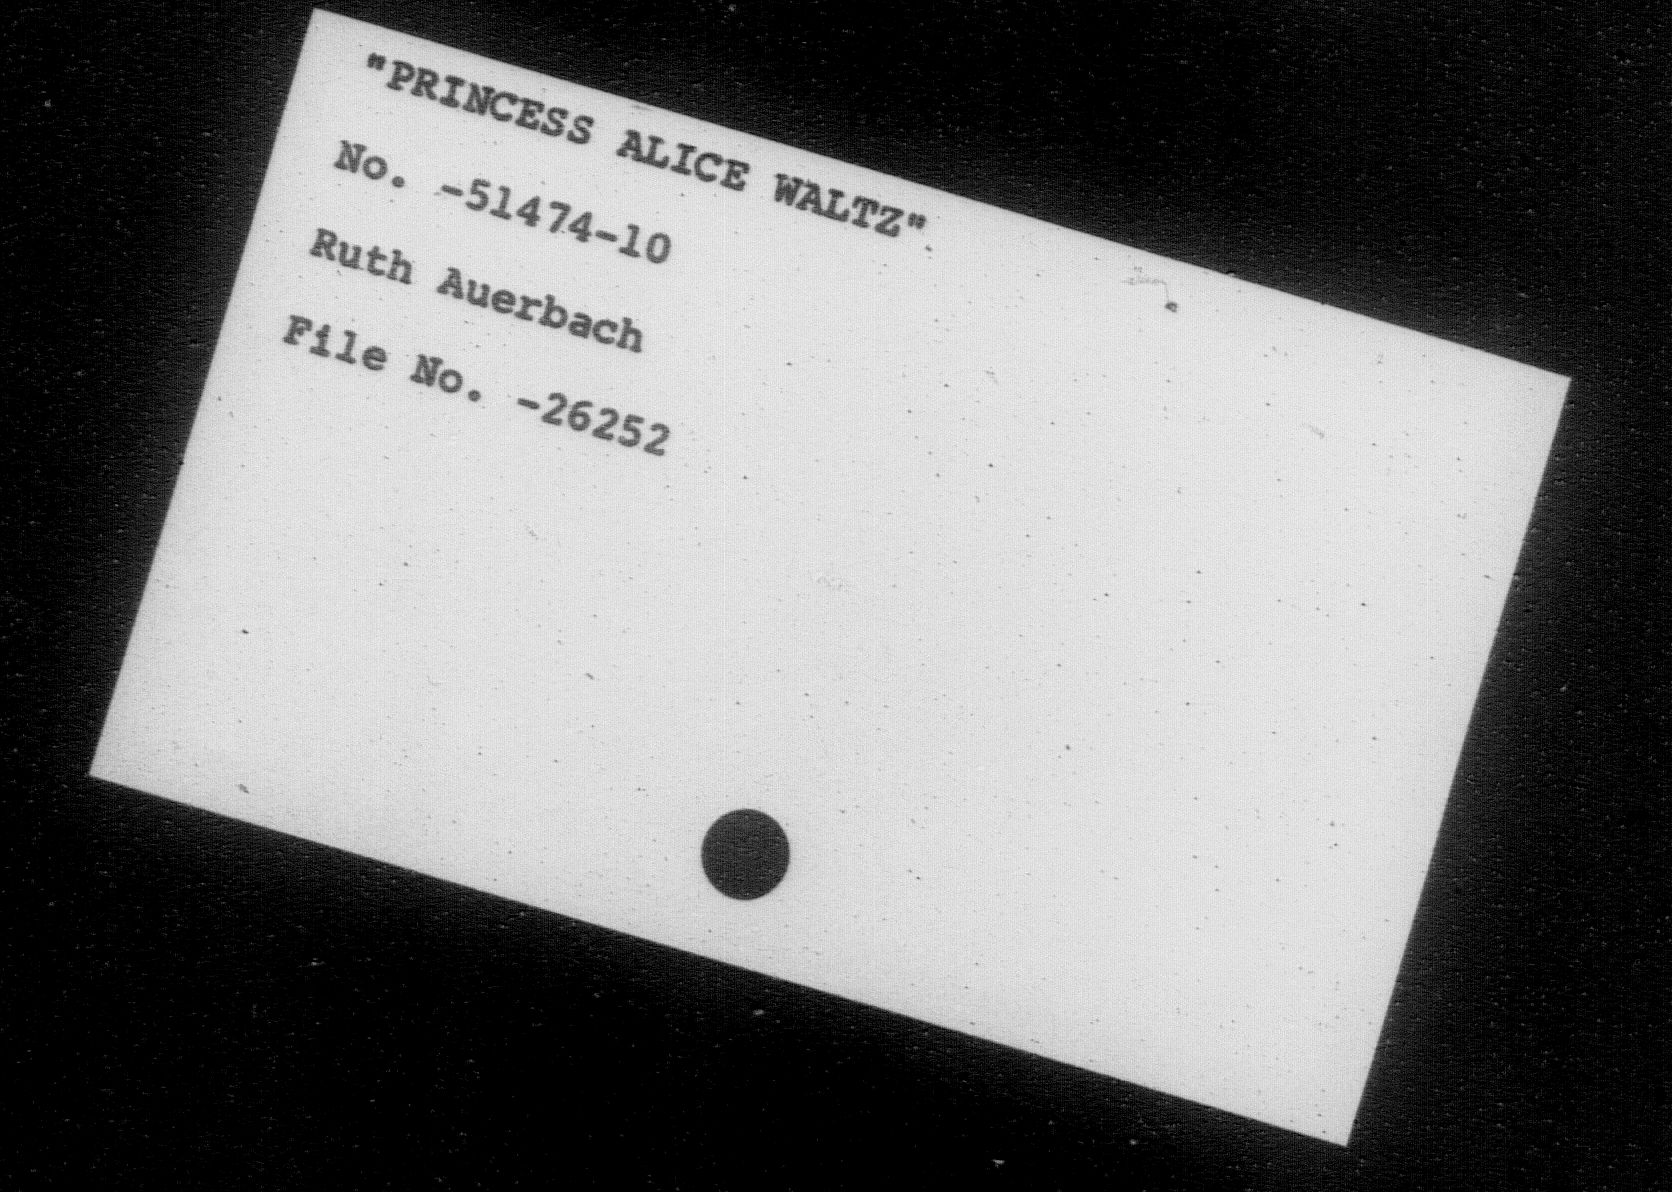 "PRINCESS ALICE WALTZ"
No. -51474-10
Ruth Auerbach
File No. -26252